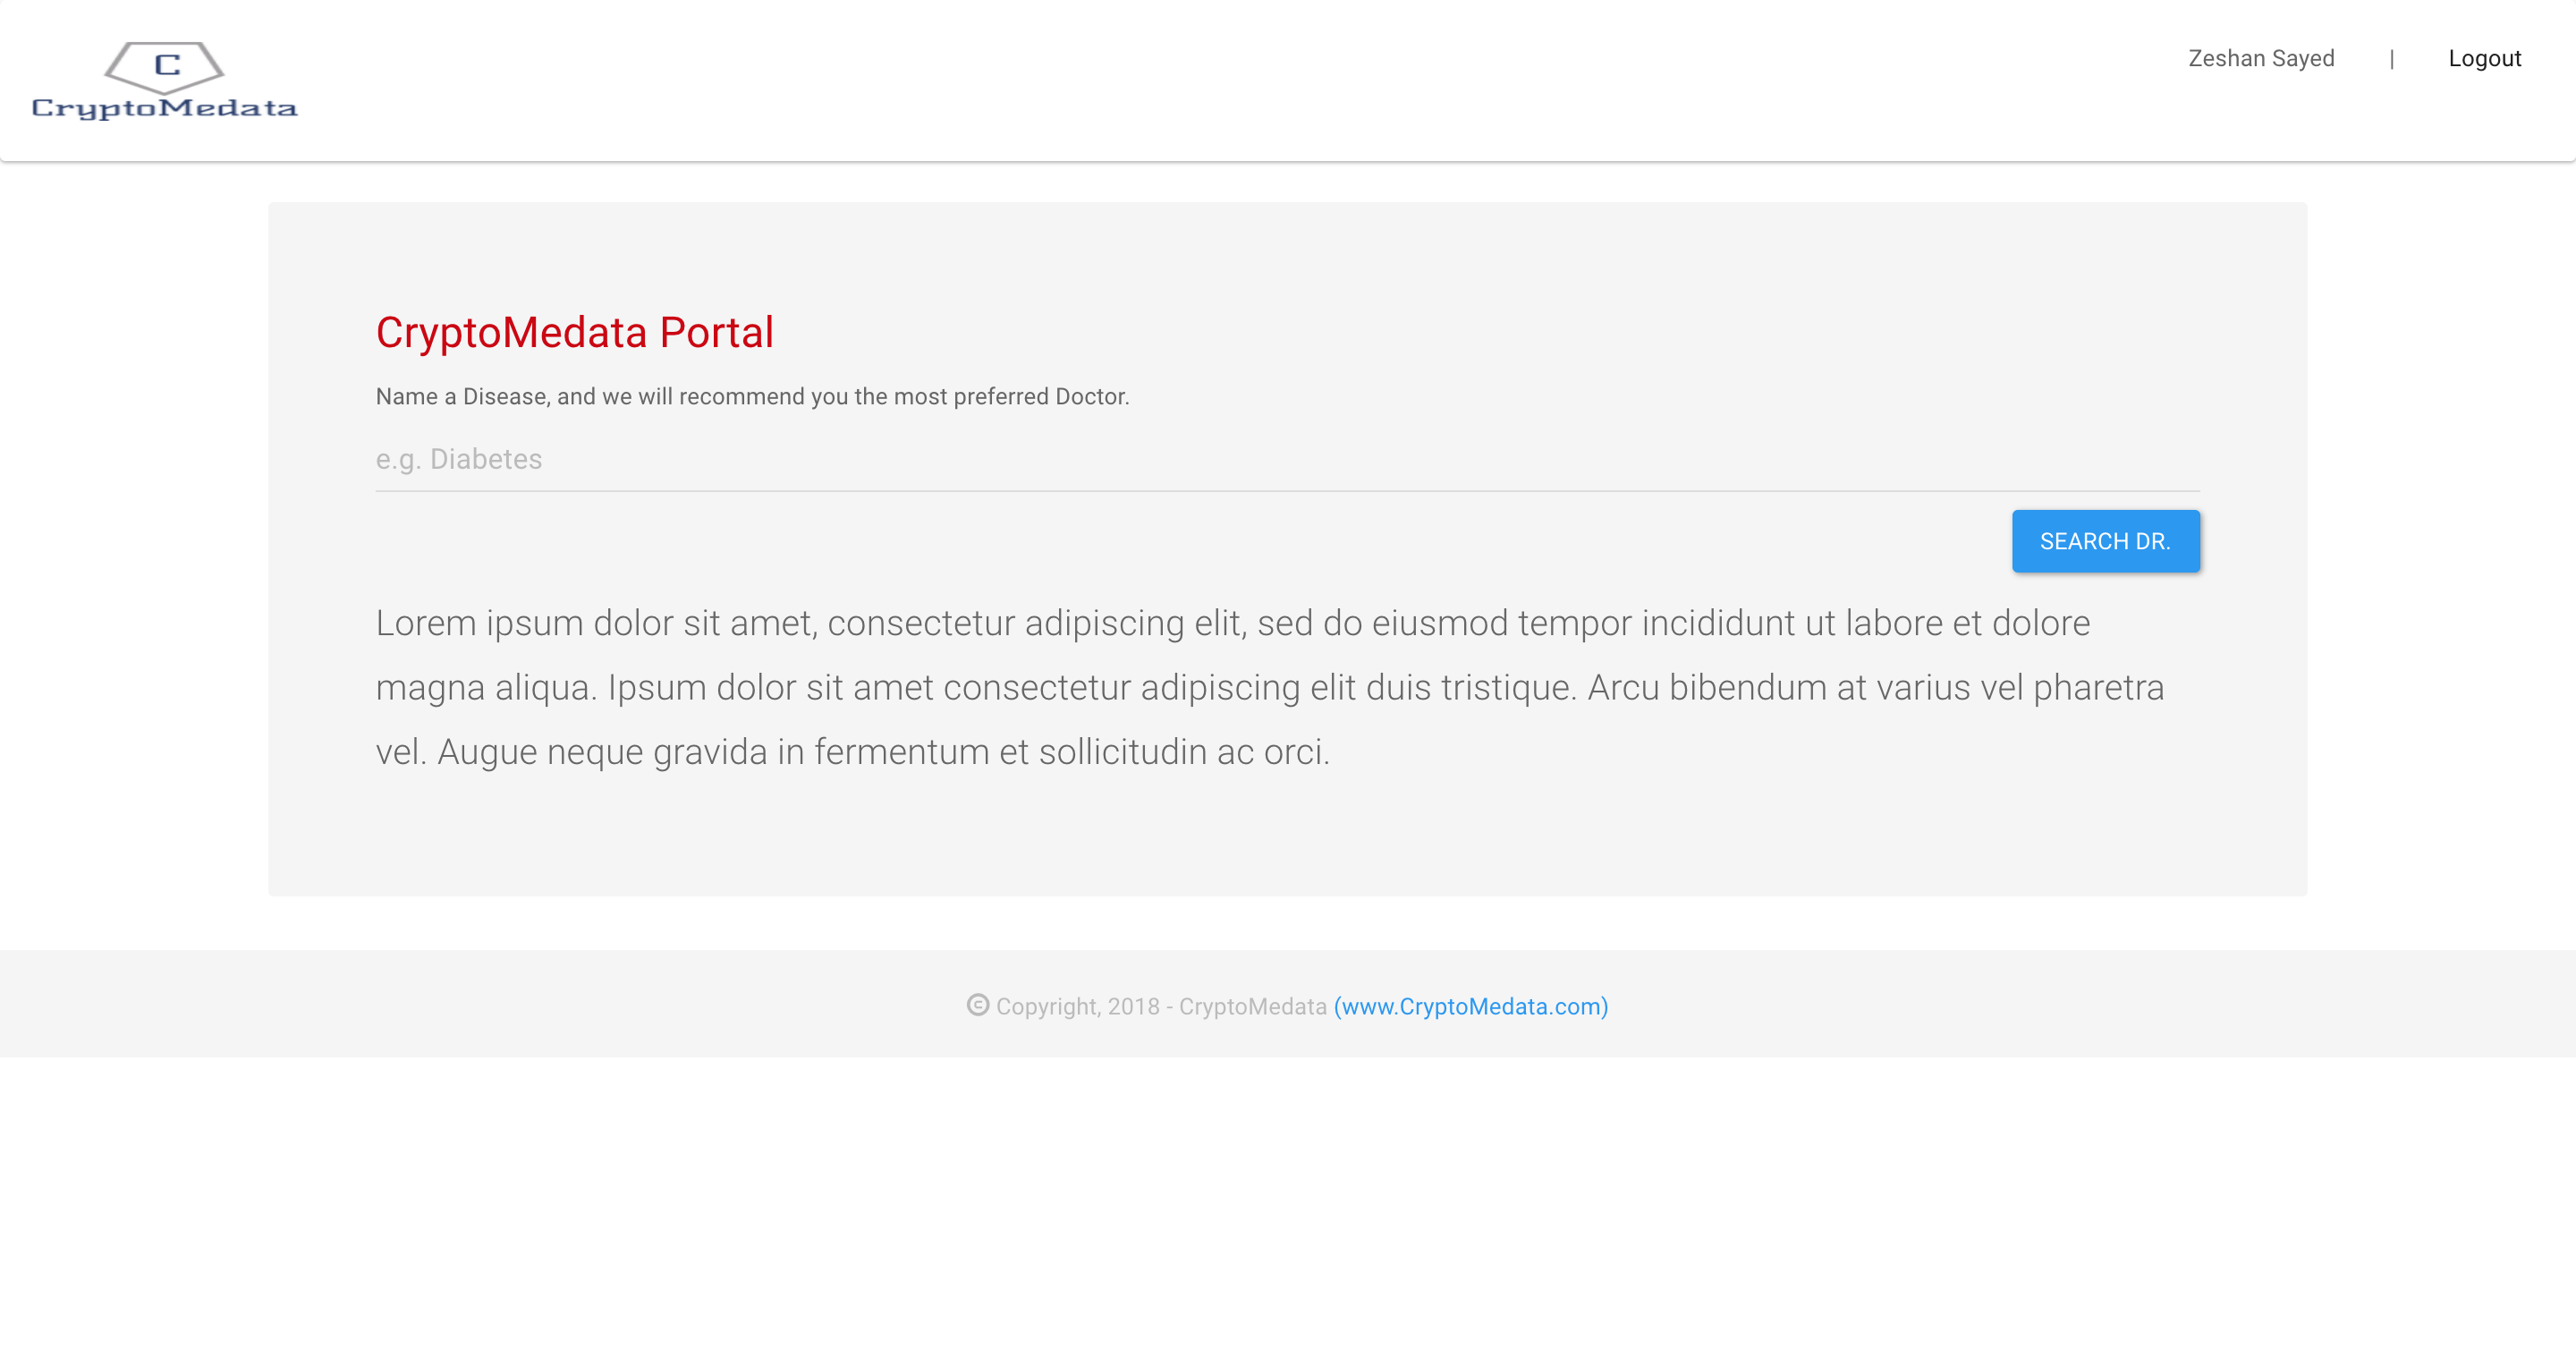 C
CryptoMedata
Zeshan Sayed | Logout
CryptoMedata Portal
Name a Disease, and we will recommend you the most preferred Doctor.
e.g. Diabetes
SEARCH DR.
Lorem ipsum dolor sit amet, consectetur adipiscing elit, sed do eiusmod tempor incididunt ut labore et dolore
magna aliqua. Ipsum dolor sit amet consectetur adipiscing elit duis tristique. Arcu bibendum at varius vel pharetra
vel. Augue neque gravida in fermentum et sollicitudin ac orci.
© Copyright, 2018 - CryptoMedata (www.CryptoMedata.com)